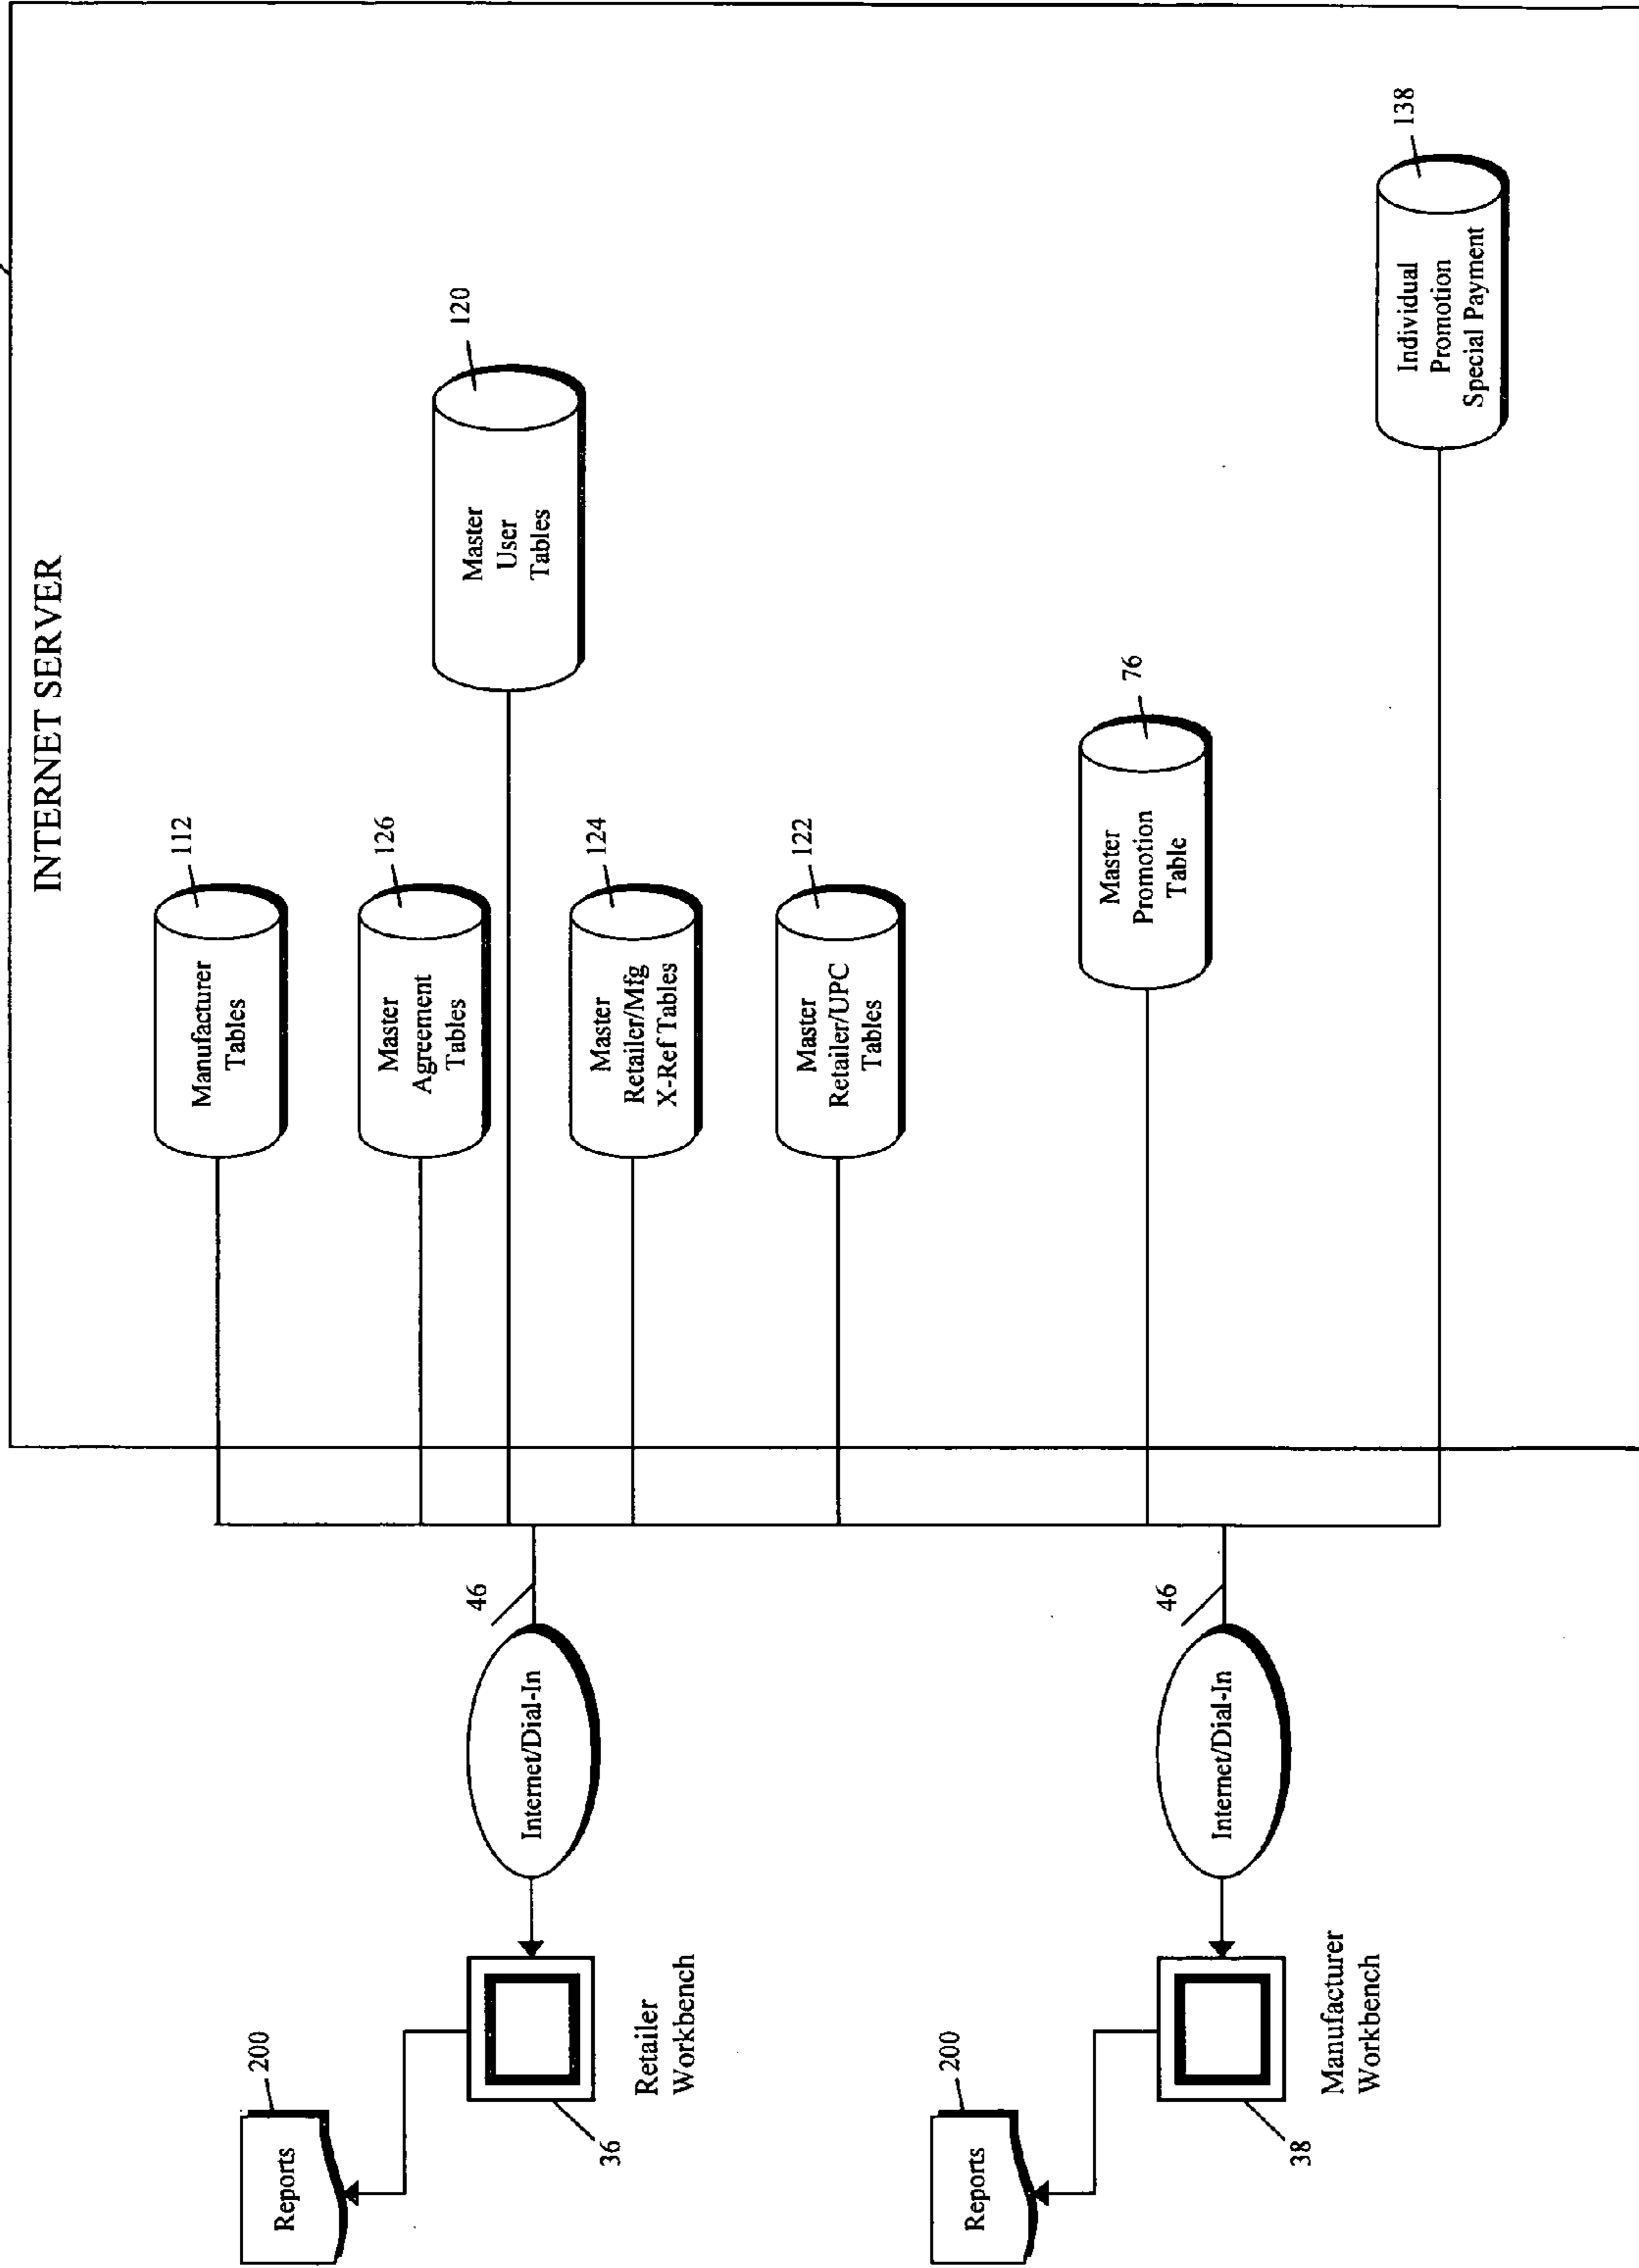 INTERNET SERVER
112
Manufacturer
Tables
126
Master
Agreement
Tables
120
Master
User
Tables
124
Master
Retailer/Mfg
X-Ref Tables
122
Master
Retailer/UPC
Tables
76
Master
Promotion
Table
138
Individual
Promotion
Special Payment
46
Internet/Dial-In
200
Reports
36
Retailer
Workbench
46
Internet/Dial-In
200
Reports
38
Manufacturer
Workbench